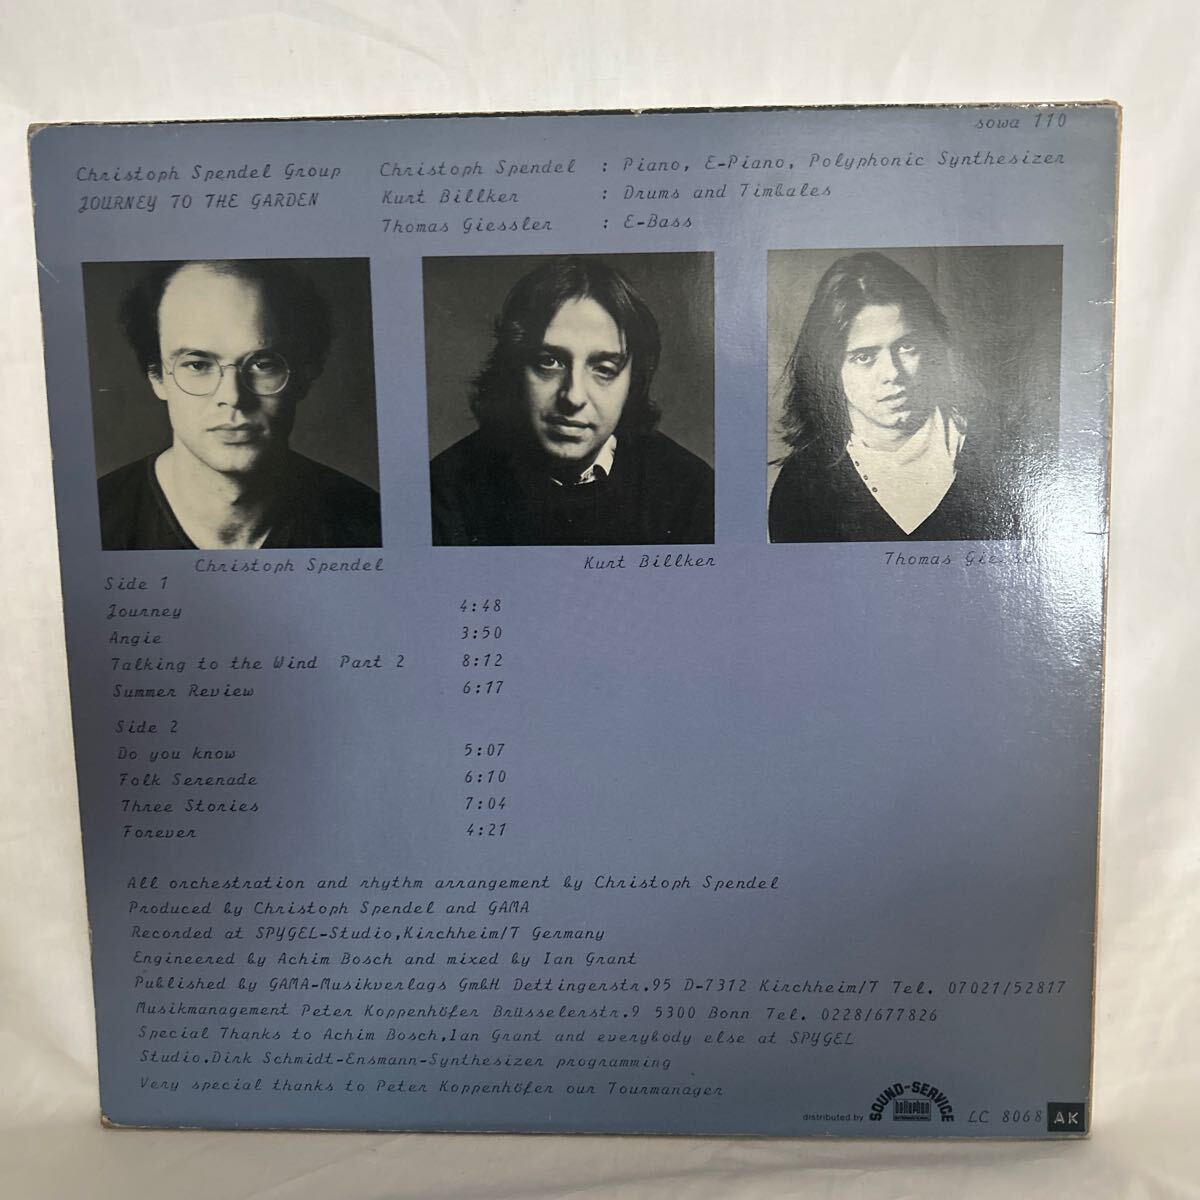 sowa 110
Christoph Spendel Group
JOURNEY TO THE GARDEN
Christoph Spendel : Piano, E-Piano, Polyphonic Synthesizer
Kurt Billker : Drums and Timbales
Thomas Giessler : E-Bass
Christoph Spendel
Kurt Billker
Thomas
Side 1
Journey 4:48
Angie 3:50
Talking to the Wind Part 2 8:12
Summer Review 6:17
Side 2
Do you know 5:07
Folk Serenade 6:10
Three Stories 7:04
Forever 4:21
All orchestration and rhythm arrangement by Christoph Spendel
Produced by Christoph Spendel and GAMA
Recorded at SPYGEL-Studio,Kirchheim/T Germany
Engineered by Achim Bosch and mixed by Ian Grant
Published by GAMA-Musikverlags GmbH Dettingerstr.95 D-7312 Kirchheim/T Tel. 07021/52817
Musikmanagement Peter Koppenhöfer Brüsselerstr.9 5300 Bonn Tel. 0228/677826
Special Thanks to Achim Bosch,Ian Grant and everybody else at SPYGEL
Studio.Dirk Schmidt-Ensmann-Synthesizer programming
Very special thanks to Peter Koppenhöfer our Tourmanager
distributed by SOUND-SERVICE bellaphon INTERNATIONAL LC 8068 AK